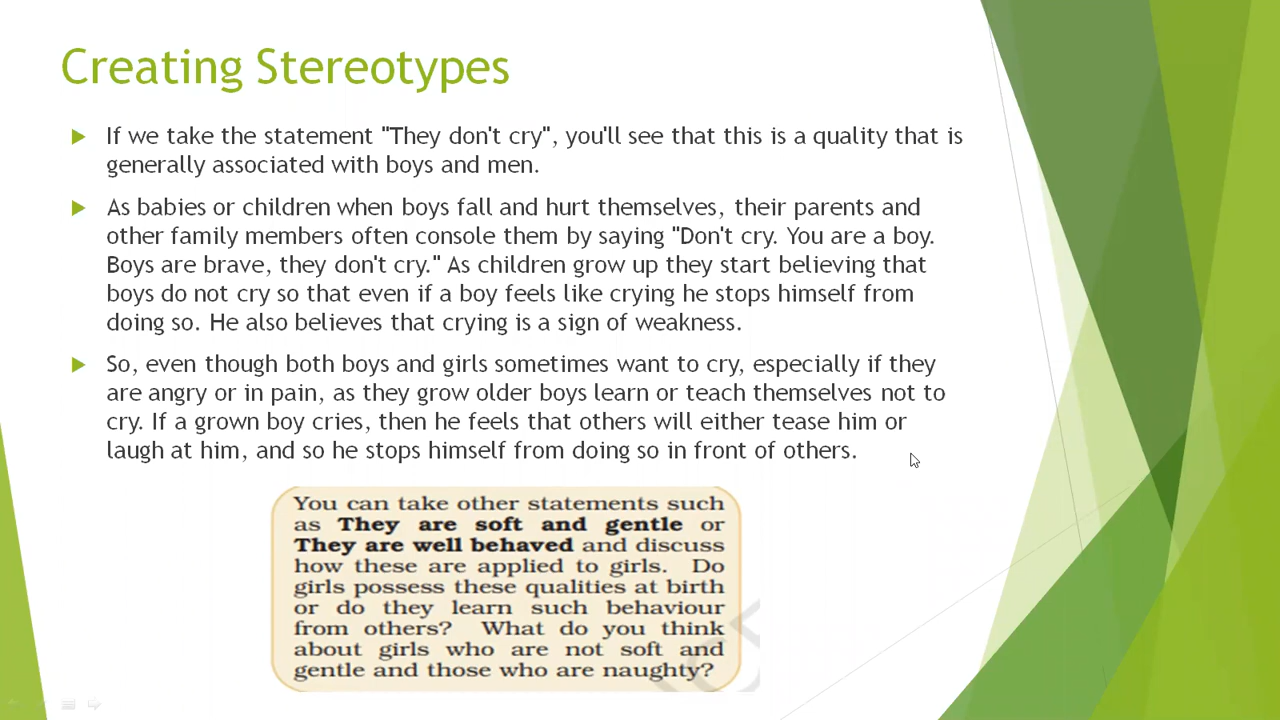 Creating Stereotypes
If we take the statement "They don't cry", you'll see that this is a quality that is
generally associated with boys and men.
As babies or children when boys fall and hurt themselves, their parents and
other family members often console them by saying "Don't cry. You are a boy.
Boys are brave, they don't cry." As children grow up they start believing that
boys do not cry so that even if a boy feels like crying he stops himself from
doing so. He also believes that crying is a sign of weakness.
So, even though both boys and girls sometimes want to cry, especially if they
are angry or in pain, as they grow older boys learn or teach themselves not to
cry. If a grown boy cries, then he feels that others will either tease him or
laugh at him, and so he stops himself from doing so in front of others.
You can take other statements such
as They are soft and gentle or
They are well behaved and discuss
how these are applied to girls. Do
girls possess these qualities at birth
or do they learn such behaviour
from others? What do you think
about girls who are not soft and
gentle and those who are naughty?